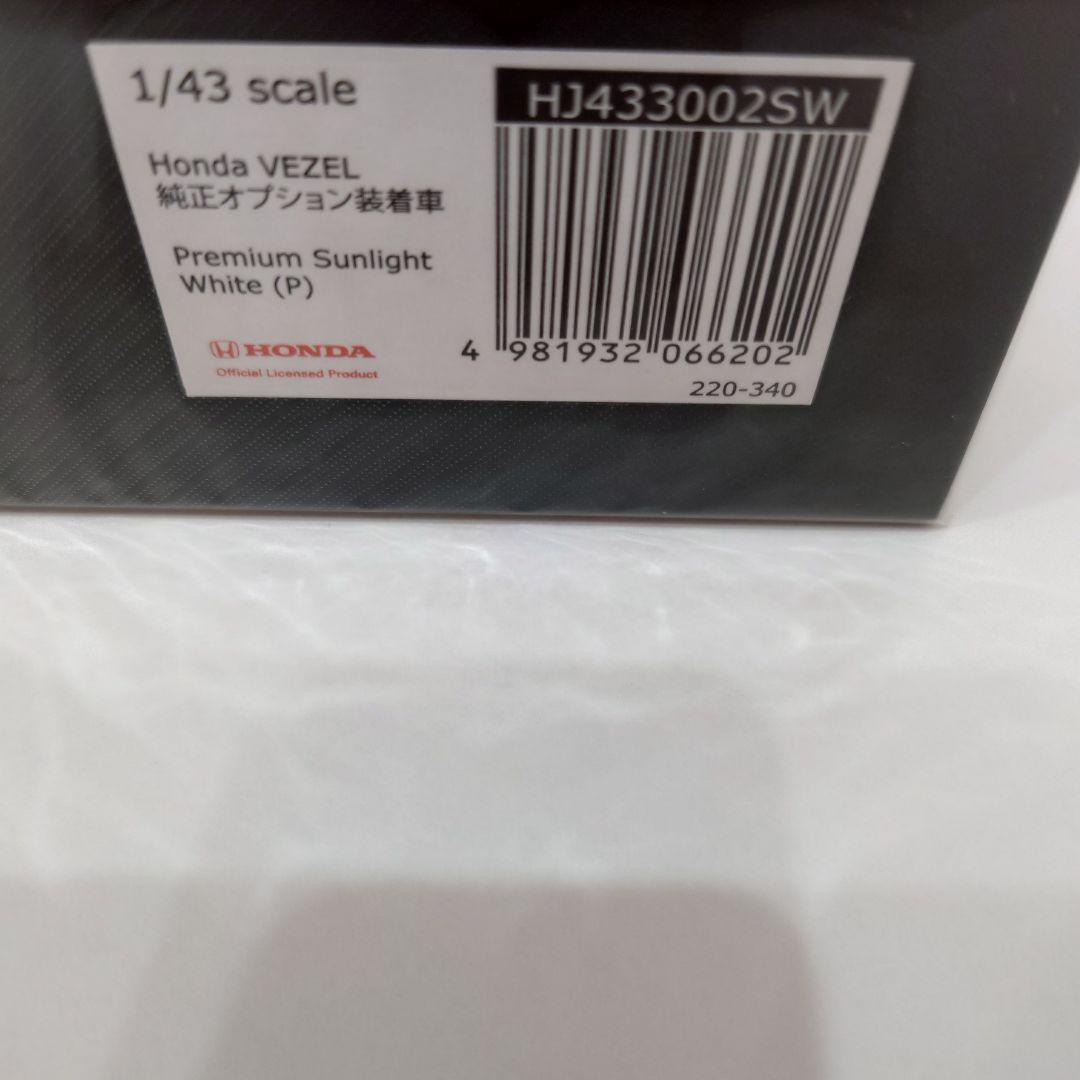 1/43 scale
HJ433002SW
Honda VEZEL
純正オプション装着車
Premium Sunlight
White (P)
HONDA
Official Licensed Product
4 981932 066202
220-340